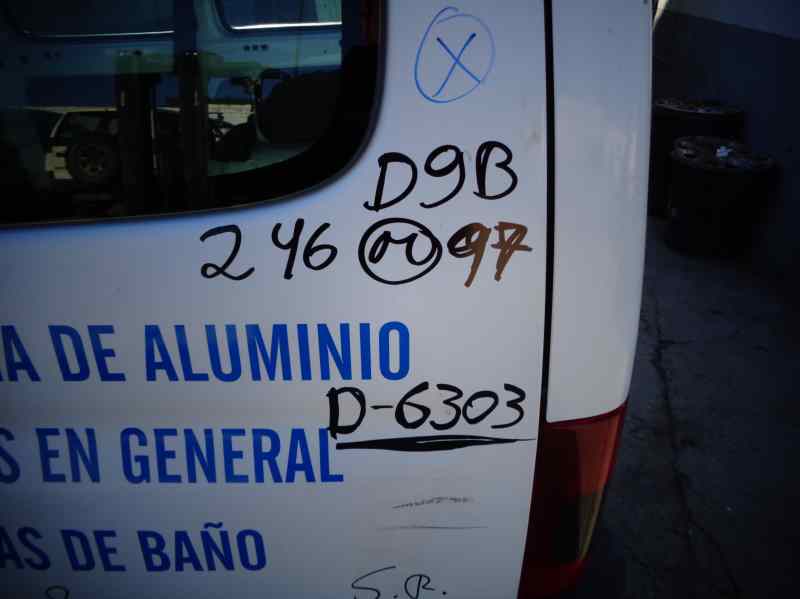 X
D9B
246 00 97
A DE ALUMINIO
D-6303
S EN GENERAL
AS DE BAÑO
S.R.